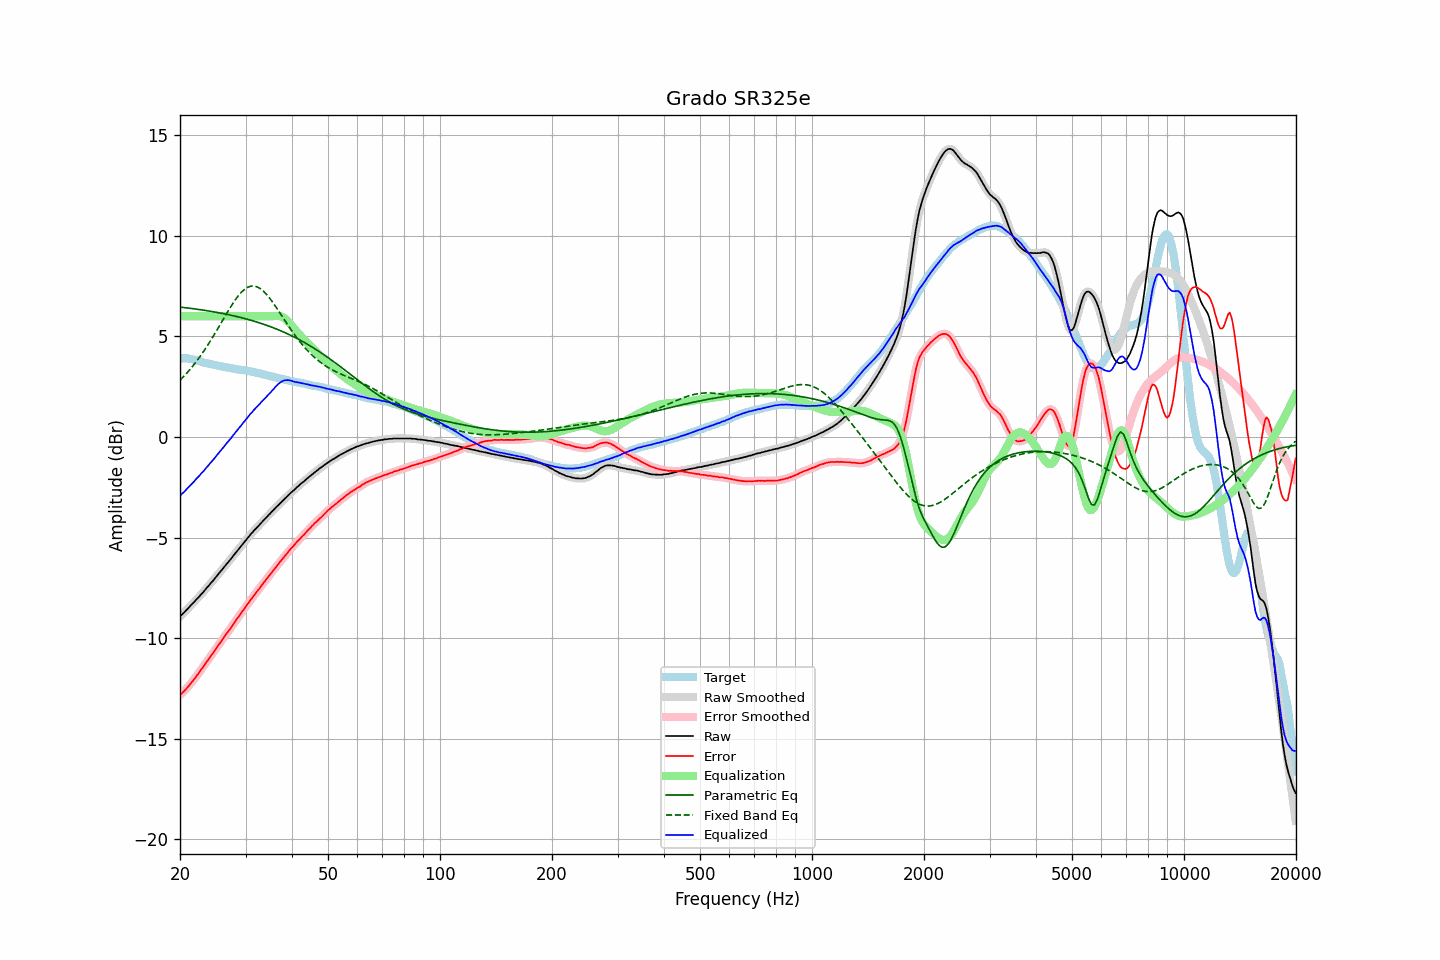 Grado SR325e
Amplitude (dBr)
15
10
5
0
−5
−10
−15
−20
Target
Raw Smoothed
Error Smoothed
Raw
Error
Equalization
Parametric Eq
Fixed Band Eq
Equalized
20 50 100 200 500 1000 2000 5000 10000 20000
Frequency (Hz)